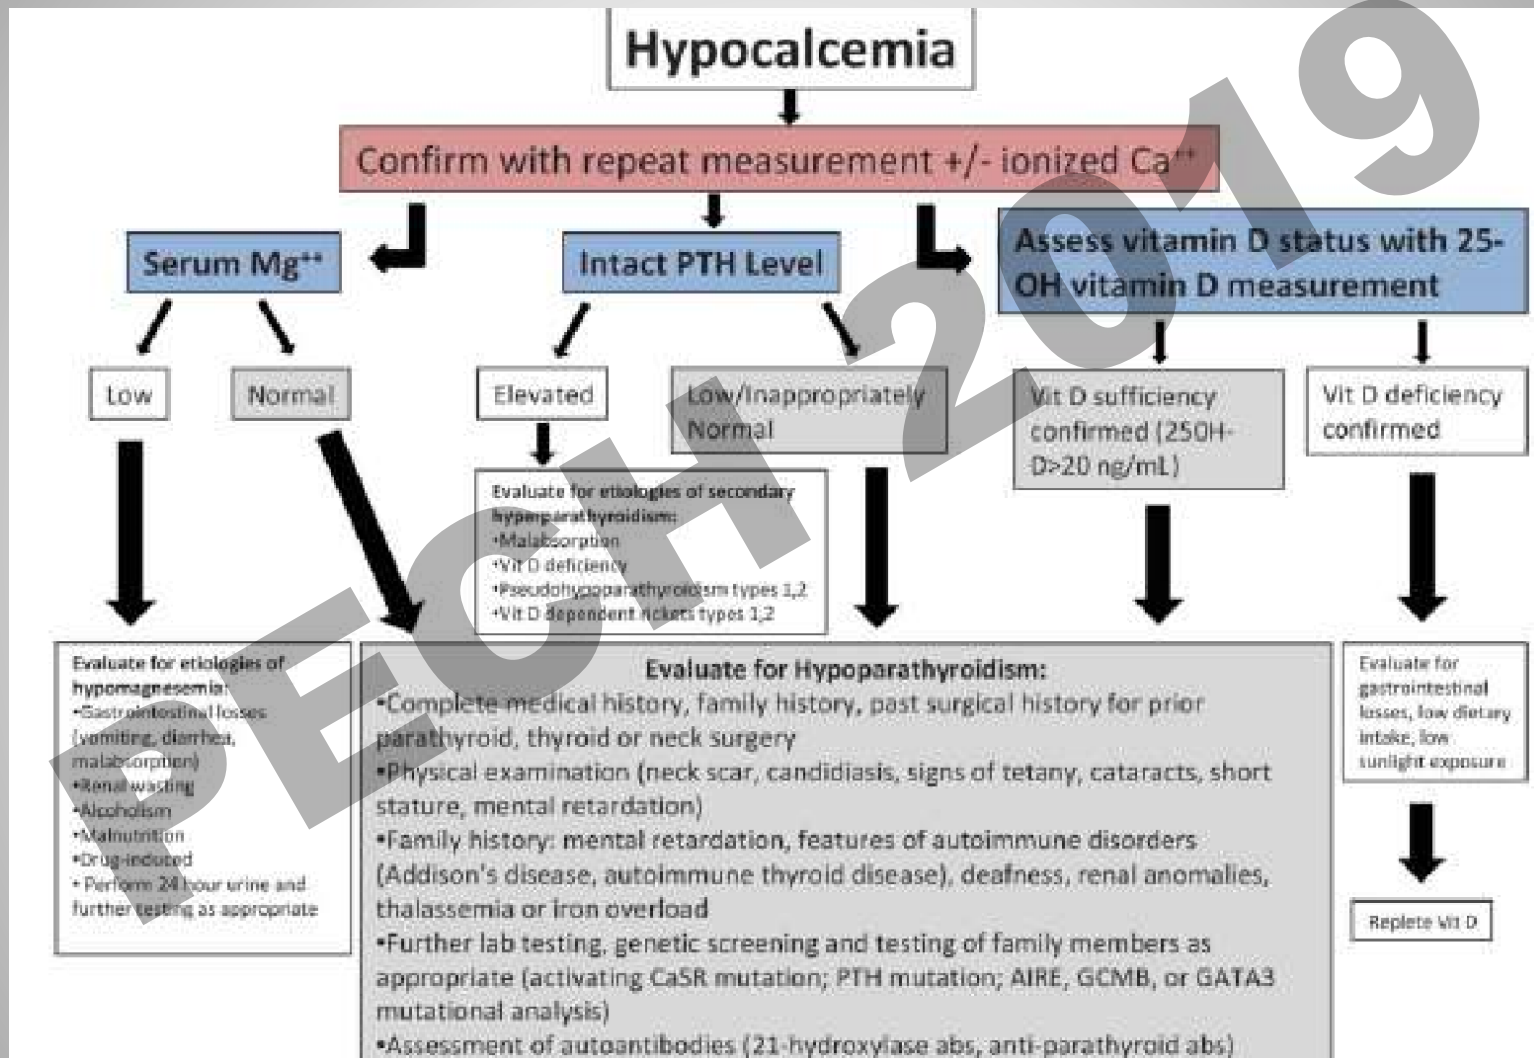 Hypocalcemia
Confirm with repeat measurement +/- ionized Ca⁺⁺
Serum Mg⁺⁺
Intact PTH Level
Assess vitamin D status with 25-
OH vitamin D measurement
Low
Normal
Elevated
Low/Inappropriately
Normal
Vit D sufficiency
confirmed (25OH-
D>20 ng/mL)
Vit D deficiency
confirmed
Evaluate for etiologies of secondary
hyperparathyroidism:
•Malabsorption
•Vit D deficiency
•Pseudohypoparathyroidism types 1,2
•Vit D dependent rickets types 1,2
Evaluate for etiologies of
hypomagnesemia:
•Gastrointestinal losses
(vomiting, diarrhea,
malabsorption)
•Renal wasting
•Alcoholism
•Malnutrition
•Drug-induced
• Perform 24 hour urine and
further testing as appropriate
Evaluate for Hypoparathyroidism:
•Complete medical history, family history, past surgical history for prior
parathyroid, thyroid or neck surgery
•Physical examination (neck scar, candidiasis, signs of tetany, cataracts, short
stature, mental retardation)
•Family history: mental retardation, features of autoimmune disorders
(Addison's disease, autoimmune thyroid disease), deafness, renal anomalies,
thalassemia or iron overload
•Further lab testing, genetic screening and testing of family members as
appropriate (activating CaSR mutation; PTH mutation; AIRE, GCMB, or GATA3
mutational analysis)
•Assessment of autoantibodies (21-hydroxylase abs, anti-parathyroid abs)
Evaluate for
gastrointestinal
losses, low dietary
intake, low
sunlight exposure
Replete Vit D
PECH 2019